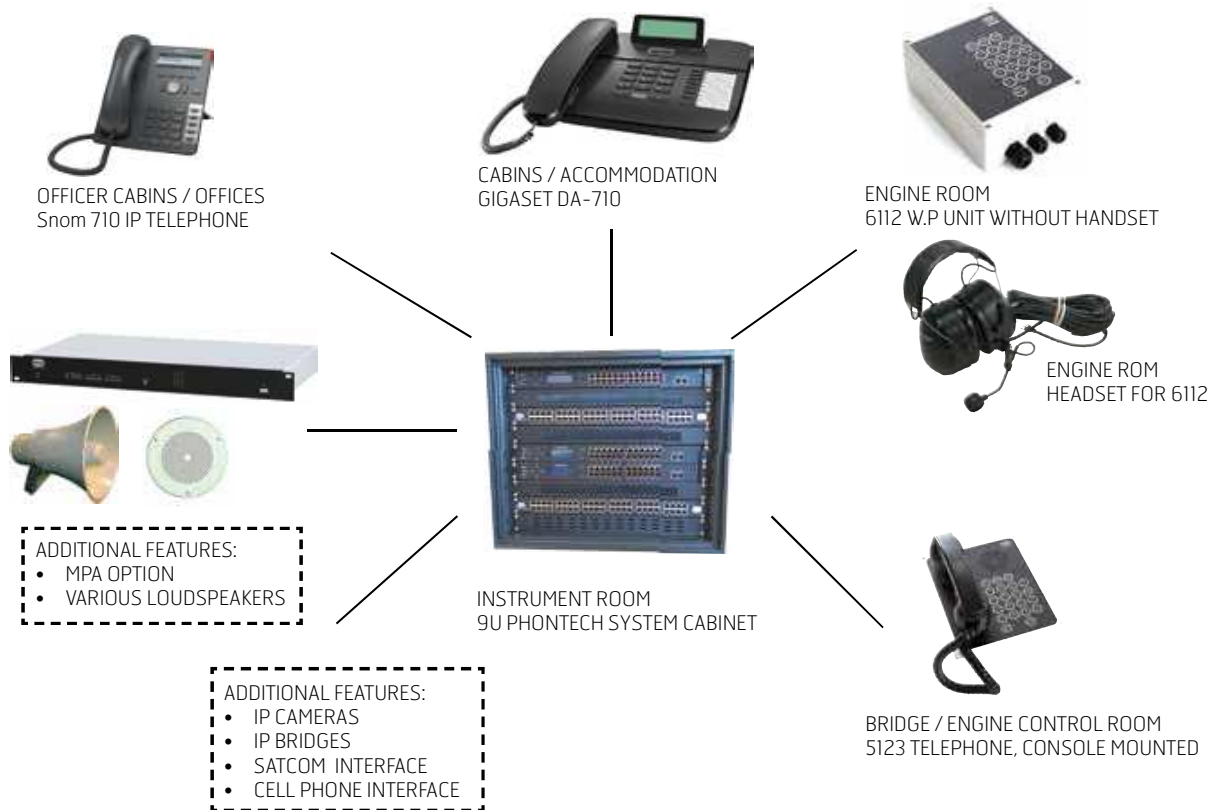 OFFICER CABINS / OFFICES
Snom 710 IP TELEPHONE
CABINS / ACCOMMODATION
GIGASET DA-710
ENGINE ROOM
6112 W.P UNIT WITHOUT HANDSET
ENGINE ROM
HEADSET FOR 6112
ADDITIONAL FEATURES:
• MPA OPTION
• VARIOUS LOUDSPEAKERS
INSTRUMENT ROOM
9U PHONTECH SYSTEM CABINET
ADDITIONAL FEATURES:
• IP CAMERAS
• IP BRIDGES
• SATCOM INTERFACE
• CELL PHONE INTERFACE
BRIDGE / ENGINE CONTROL ROOM
5123 TELEPHONE, CONSOLE MOUNTED